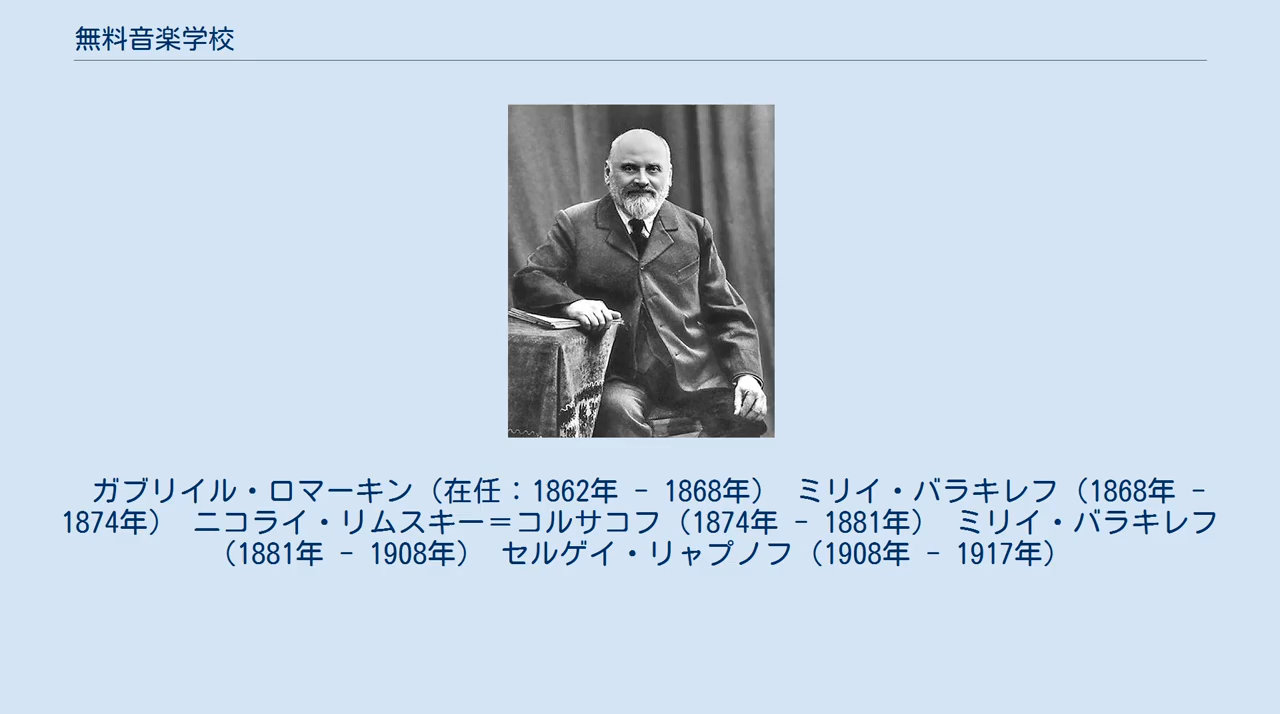 無料音楽学校
ガブリイル・ロマーキン（在任：1862年 － 1868年）　ミリイ・バラキレフ（1868年 －
1874年）　ニコライ・リムスキー＝コルサコフ（1874年 － 1881年）　ミリイ・バラキレフ
（1881年 － 1908年）　セルゲイ・リャプノフ（1908年 － 1917年）